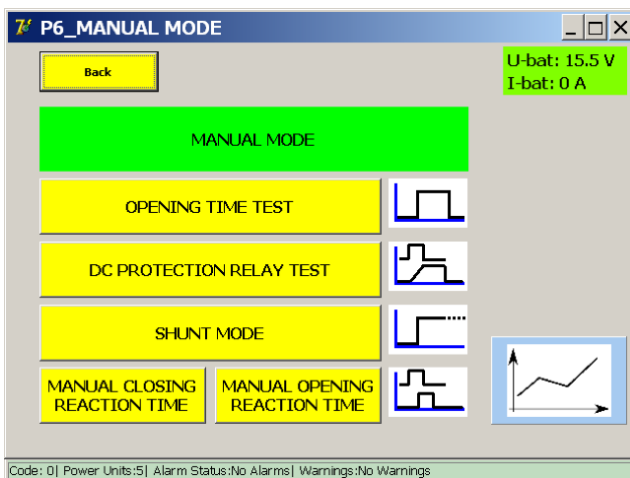 P6_MANUAL MODE
Back
U-bat: 15.5 V
I-bat: 0 A
MANUAL MODE
OPENING TIME TEST
DC PROTECTION RELAY TEST
SHUNT MODE
MANUAL CLOSING
REACTION TIME
MANUAL OPENING
REACTION TIME
Code: 0| Power Units:5| Alarm Status:No Alarms| Warnings:No Warnings